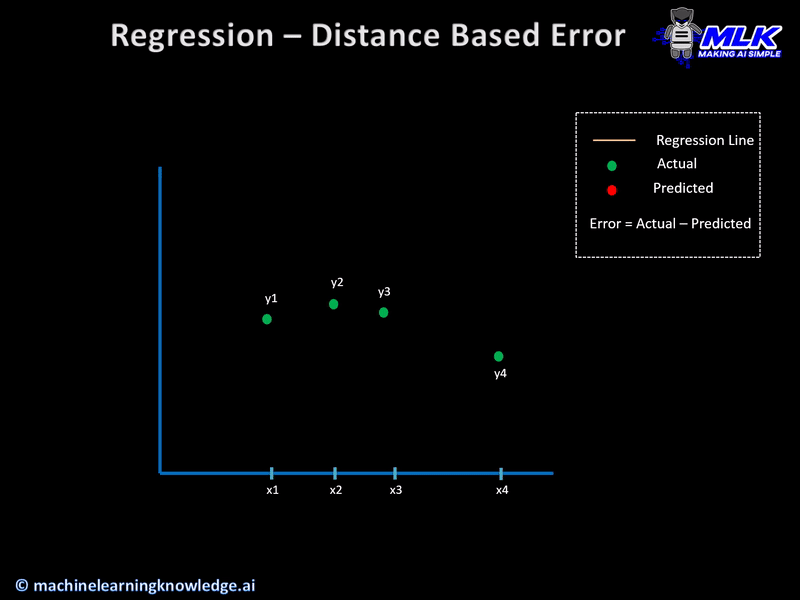 Regression – Distance Based Error
MLK
MAKING AI SIMPLE
Regression Line
Actual
Predicted
Error = Actual – Predicted
y1
y2
y3
y4
x1
x2
x3
x4
© machinelearningknowledge.ai